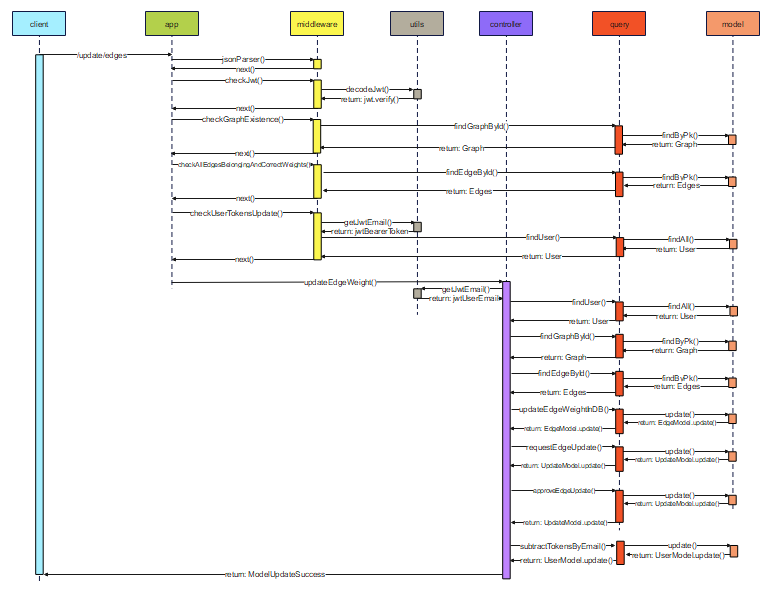 client
app
middleware
utils
controller
query
model
/update/edges
jsonParser()
next()
checkJwt()
decodeJwt()
return: jwt.verify()
next()
checkGraphExistence()
findGraphById()
findByPk()
return: Graph
return: Graph
next()
checkAllEdgesBelongingAndCorrectWeights()
findEdgeById()
findByPk()
return: Edges
return: Edges
next()
checkUserTokensUpdate()
getJwtEmail()
return: jwtBearerToken
findUser()
findAll()
return: User
return: User
next()
updateEdgeWeight()
getJwtEmail()
return: jwtUserEmail
findUser()
findAll()
return: User
return: User
findGraphById()
findByPk()
return: Graph
return: Graph
findEdgeById()
findByPk()
return: Edges
return: Edges
updateEdgeWeightInDB()
update()
return: EdgeModel.update()
return: EdgeModel.update()
requestEdgeUpdate()
update()
return: UpdateModel.update()
return: UpdateModel.update()
approveEdgeUpdate()
update()
return: UpdateModel.update()
return: UpdateModel.update()
subtractTokensByEmail()
update()
return: UserModel.update()
return: UserModel.update()
return: ModelUpdateSuccess